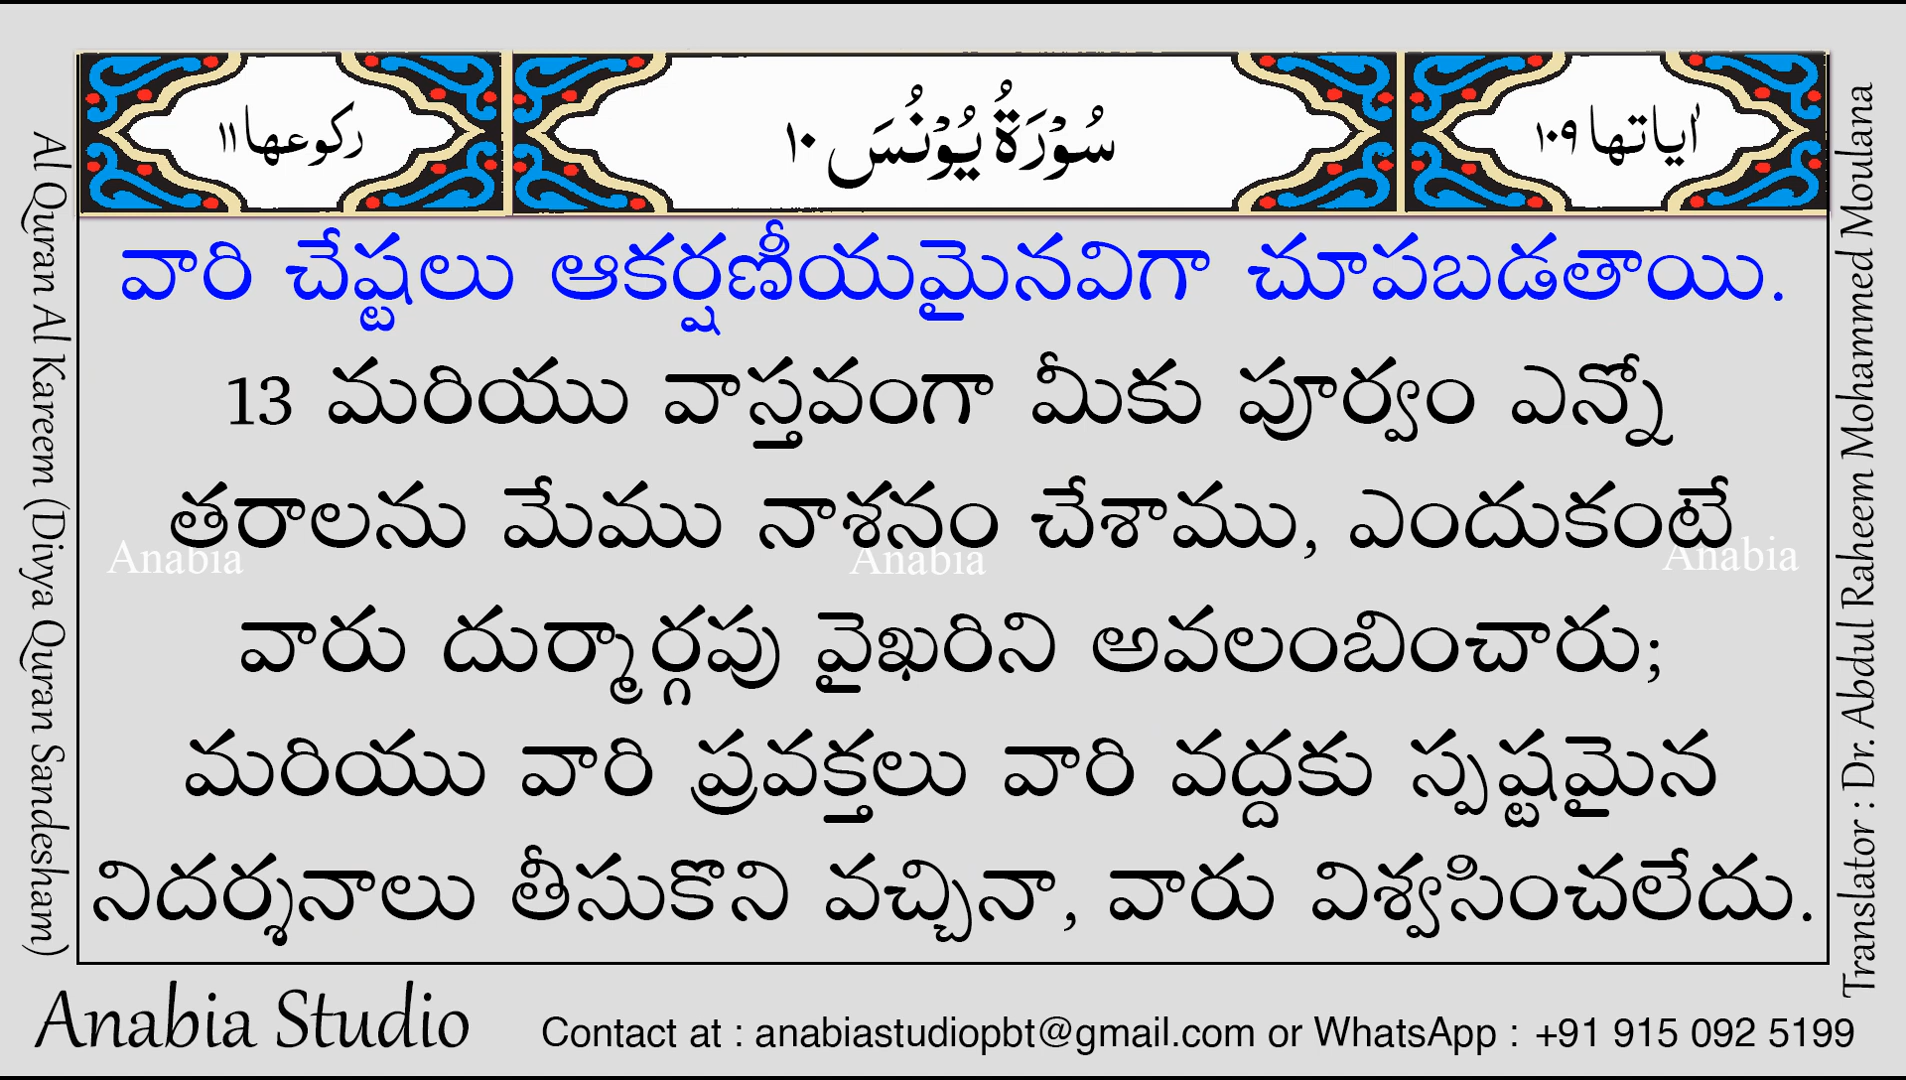 اٰیاتها ۱۰۹
سُوْرَةُ یُوْنُسَ ۱۰
رکوعها ۱۱
వారి చేష్టలు ఆకర్షణీయమైనవిగా చూపబడతాయి.
13 మరియు వాస్తవంగా మీకు పూర్వం ఎన్నో
తరాలను మేము నాశనం చేశాము, ఎందుకంటే
వారు దుర్మార్గపు వైఖరిని అవలంబించారు;
మరియు వారి ప్రవక్తలు వారి వద్దకు స్పష్టమైన
నిదర్శనాలు తీసుకొని వచ్చినా, వారు విశ్వసించలేదు.
Anabia
Anabia
Anabia
Al Quran Al Kareem (Divya Quran Sandesham)
Translator : Dr. Abdul Raheem Mohammed Moulana
Anabia Studio
Contact at : anabiastudiopbt@gmail.com or WhatsApp : +91 915 092 5199